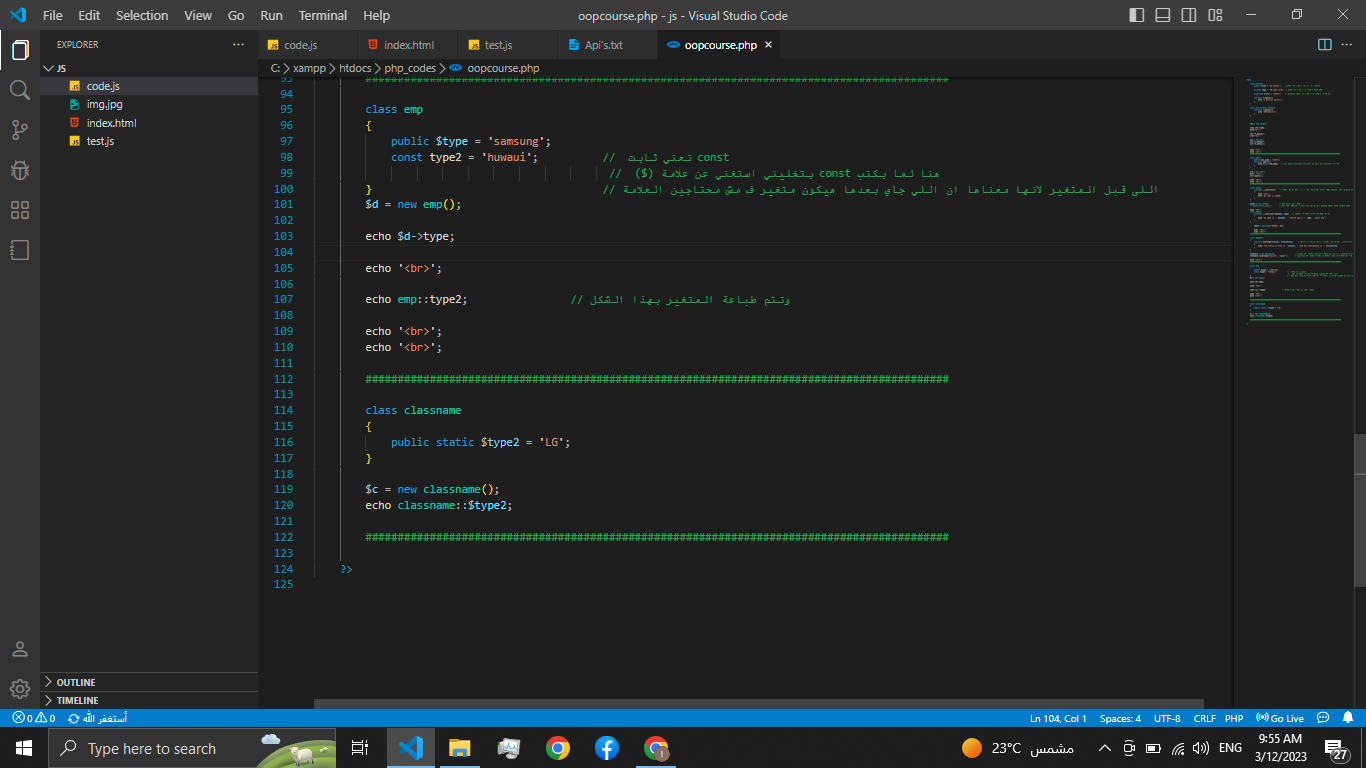 File Edit Selection View Go Run Terminal Help
oopcourse.php - js - Visual Studio Code
EXPLORER
code.js
index.html
test.js
Api's.txt
oopcourse.php
C: > xampp > htdocs > php_codes > oopcourse.php
JS
code.js
img.jpg
index.html
test.js
OUTLINE
TIMELINE
93 ###########################################################################################
94
95 class emp
96 {
97 public $type = 'samsung';
98 const type2 = 'huwaui'; // const تعني ثابت
99 // هنا لما بكتب const بتخليني استغني عن علامة ($)
100 } // اللى قبل المتغير لانها معناها ان اللي جاي بعدها هيكون متغير ف مش محتاجين العلامة
101 $d = new emp();
102
103 echo $d->type;
104
105 echo '<br>';
106
107 echo emp::type2; // وتتم طباعة المتغير بهذا الشكل
108
109 echo '<br>';
110 echo '<br>';
111
112 ###########################################################################################
113
114 class classname
115 {
116 public static $type2 = 'LG';
117 }
118
119 $c = new classname();
120 echo classname::$type2;
121
122 ###########################################################################################
123
124 ?>
125
0 0 أستغفر الله
Ln 104, Col 1 Spaces: 4 UTF-8 CRLF PHP Go Live
Type here to search
23°C مشمس
ENG
9:55 AM
3/12/2023
27